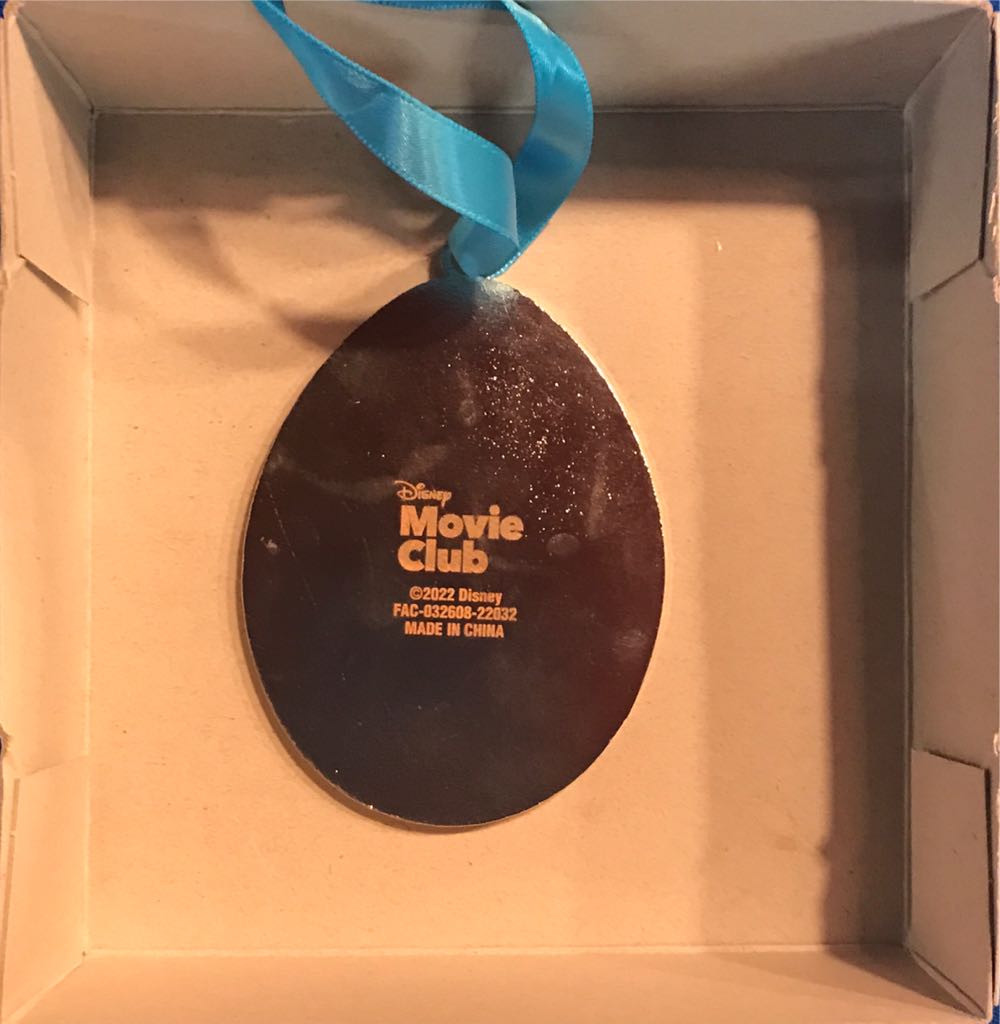 Disney
Movie
Club
©2022 Disney
FAC-032608-22032
MADE IN CHINA